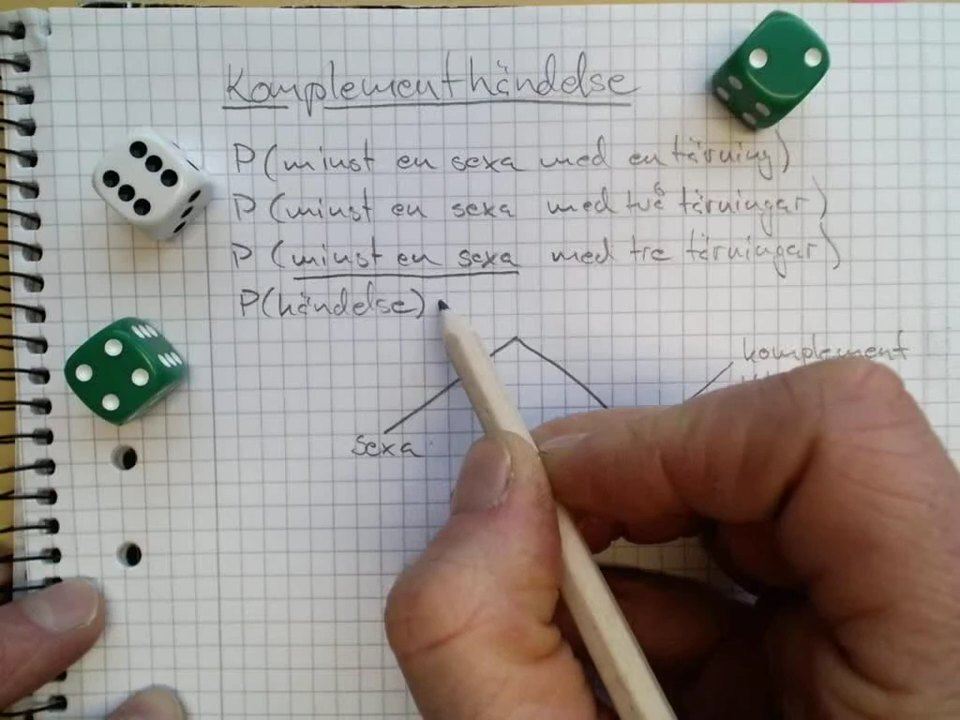 Komplementhändelse
P(minst en sexa med en tärning)
P(minst en sexa med två tärningar)
P(minst en sexa med tre tärningar)
P(händelse)
komplement
Sexa